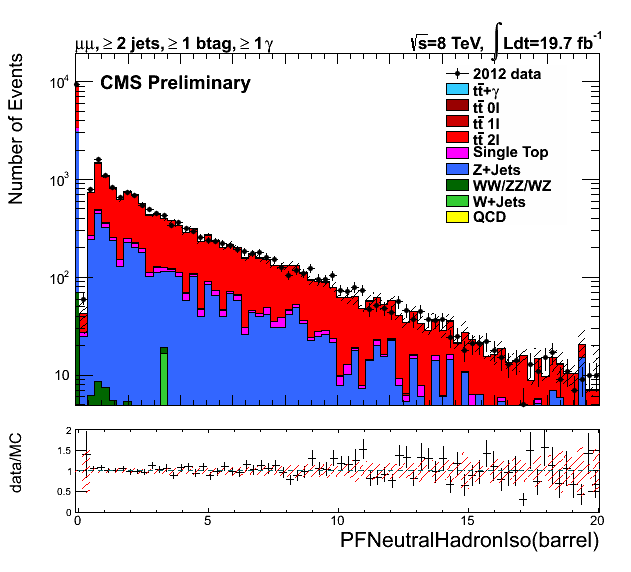 μμ, ≥ 2 jets, ≥ 1 btag, ≥ 1γ
√s=8 TeV, ∫Ldt=19.7 fb⁻¹
CMS Preliminary
Number of Events
10⁴
10³
10²
10
2012 data
tt̄+γ
tt̄ 0l
tt̄ 1l
tt̄ 2l
Single Top
Z+Jets
WW/ZZ/WZ
W+Jets
QCD
data/MC
2
1.5
1
0.5
0
0 5 10 15 20
PFNeutralHadronIso(barrel)